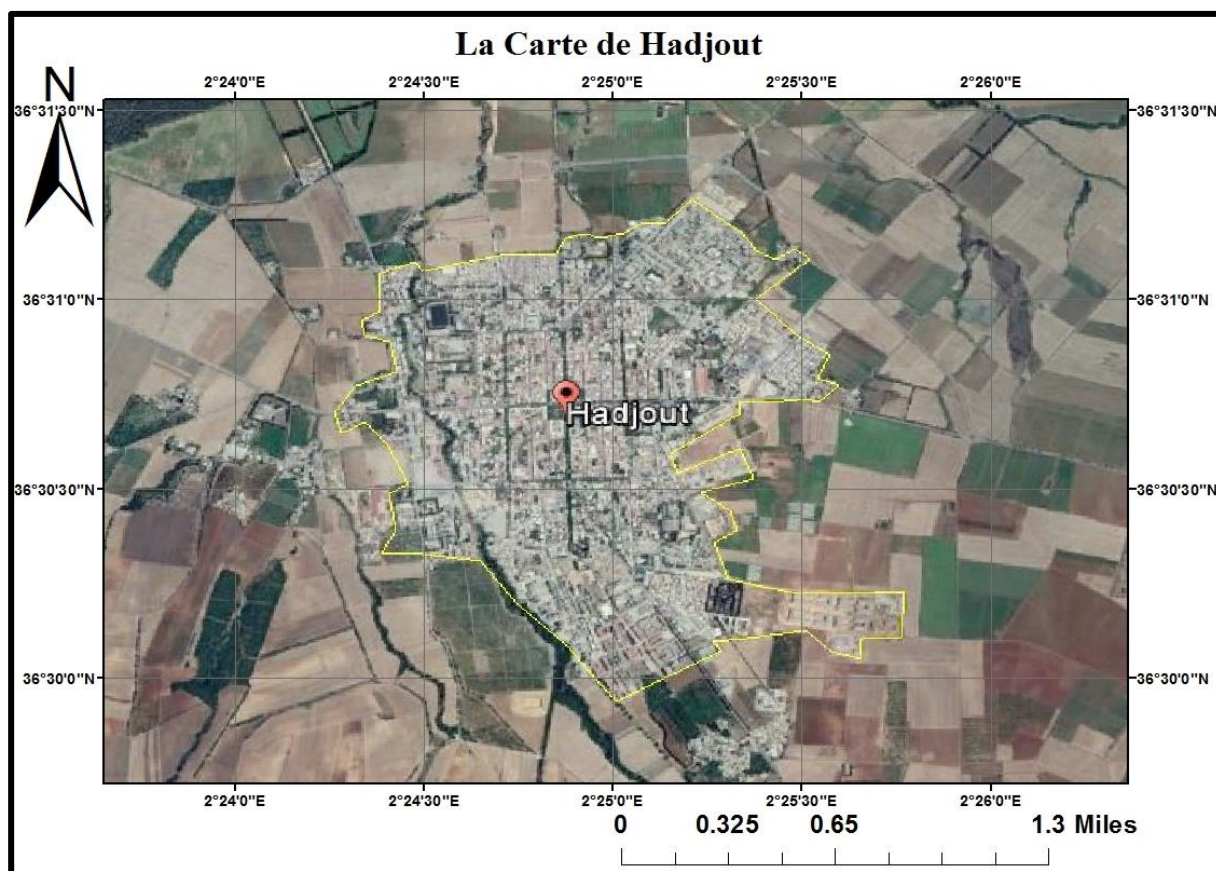 La Carte de Hadjout
N
2°24'0"E 2°24'30"E 2°25'0"E 2°25'30"E 2°26'0"E
36°31'30"N 36°31'30"N
36°31'0"N 36°31'0"N
Hadjout
36°30'30"N 36°30'30"N
36°30'0"N 36°30'0"N
2°24'0"E 2°24'30"E 2°25'0"E 2°25'30"E 2°26'0"E
0 0.325 0.65 1.3 Miles